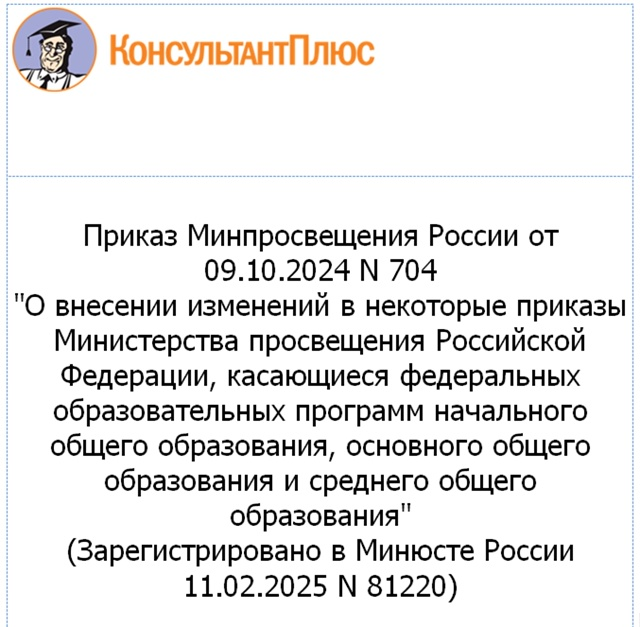 КонсультантПлюс
Приказ Минпросвещения России от
09.10.2024 N 704
"О внесении изменений в некоторые приказы
Министерства просвещения Российской
Федерации, касающиеся федеральных
образовательных программ начального
общего образования, основного общего
образования и среднего общего
образования"
(Зарегистрировано в Минюсте России
11.02.2025 N 81220)